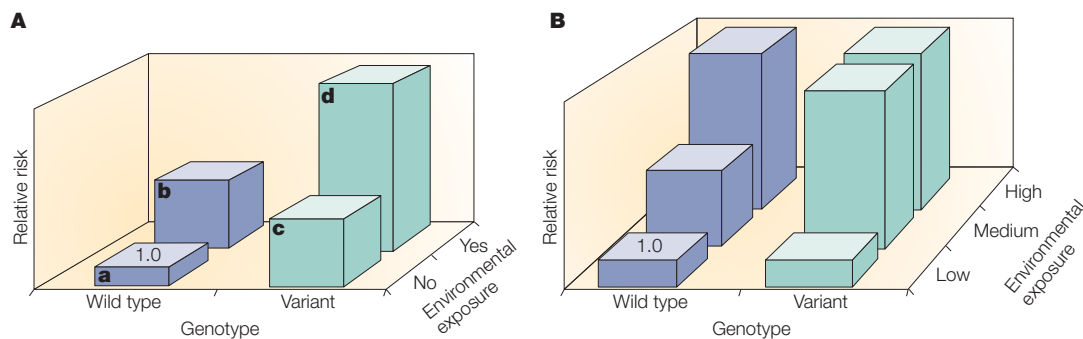 A
Relative risk
d
b
c
1.0
a
Yes
No
Environmental
exposure
Wild type
Variant
Genotype
B
Relative risk
1.0
High
Medium
Low
Environmental
exposure
Wild type
Variant
Genotype